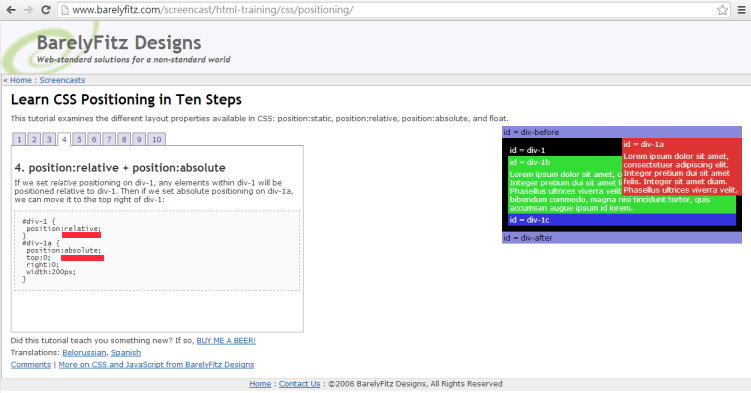 www.barelyfitz.com/screencast/html-training/css/positioning/
BarelyFitz Designs
Web-standard solutions for a non-standard world
« Home : Screencasts
Learn CSS Positioning in Ten Steps
This tutorial examines the different layout properties available in CSS: position:static, position:relative, position:absolute, and float.
1 2 3 4 5 6 7 8 9 10
4. position:relative + position:absolute
If we set relative positioning on div-1, any elements within div-1 will be
positioned relative to div-1. Then if we set absolute positioning on div-1a,
we can move it to the top right of div-1:
#div-1 {
position:relative;
}
#div-1a {
position:absolute;
top:0;
right:0;
width:200px;
}
id = div-before
id = div-1
id = div-1a
Lorem ipsum dolor sit amet,
consectetuer adipiscing elit.
Integer pretium dui sit amet
felis. Integer sit amet diam.
Phasellus ultrices viverra velit.
id = div-1b
Lorem ipsum dolor sit amet, c
Integer pretium dui sit amet f
Phasellus ultrices viverra velit
bibendum commodo, magna nisi tincidunt tortor, quis
accumsan augue ipsum id lorem.
id = div-1c
id = div-after
Did this tutorial teach you something new? If so, BUY ME A BEER!
Translations: Belorussian, Spanish
Comments | More on CSS and JavaScript from BarelyFitz Designs
Home : Contact Us : ©2006 BarelyFitz Designs, All Rights Reserved